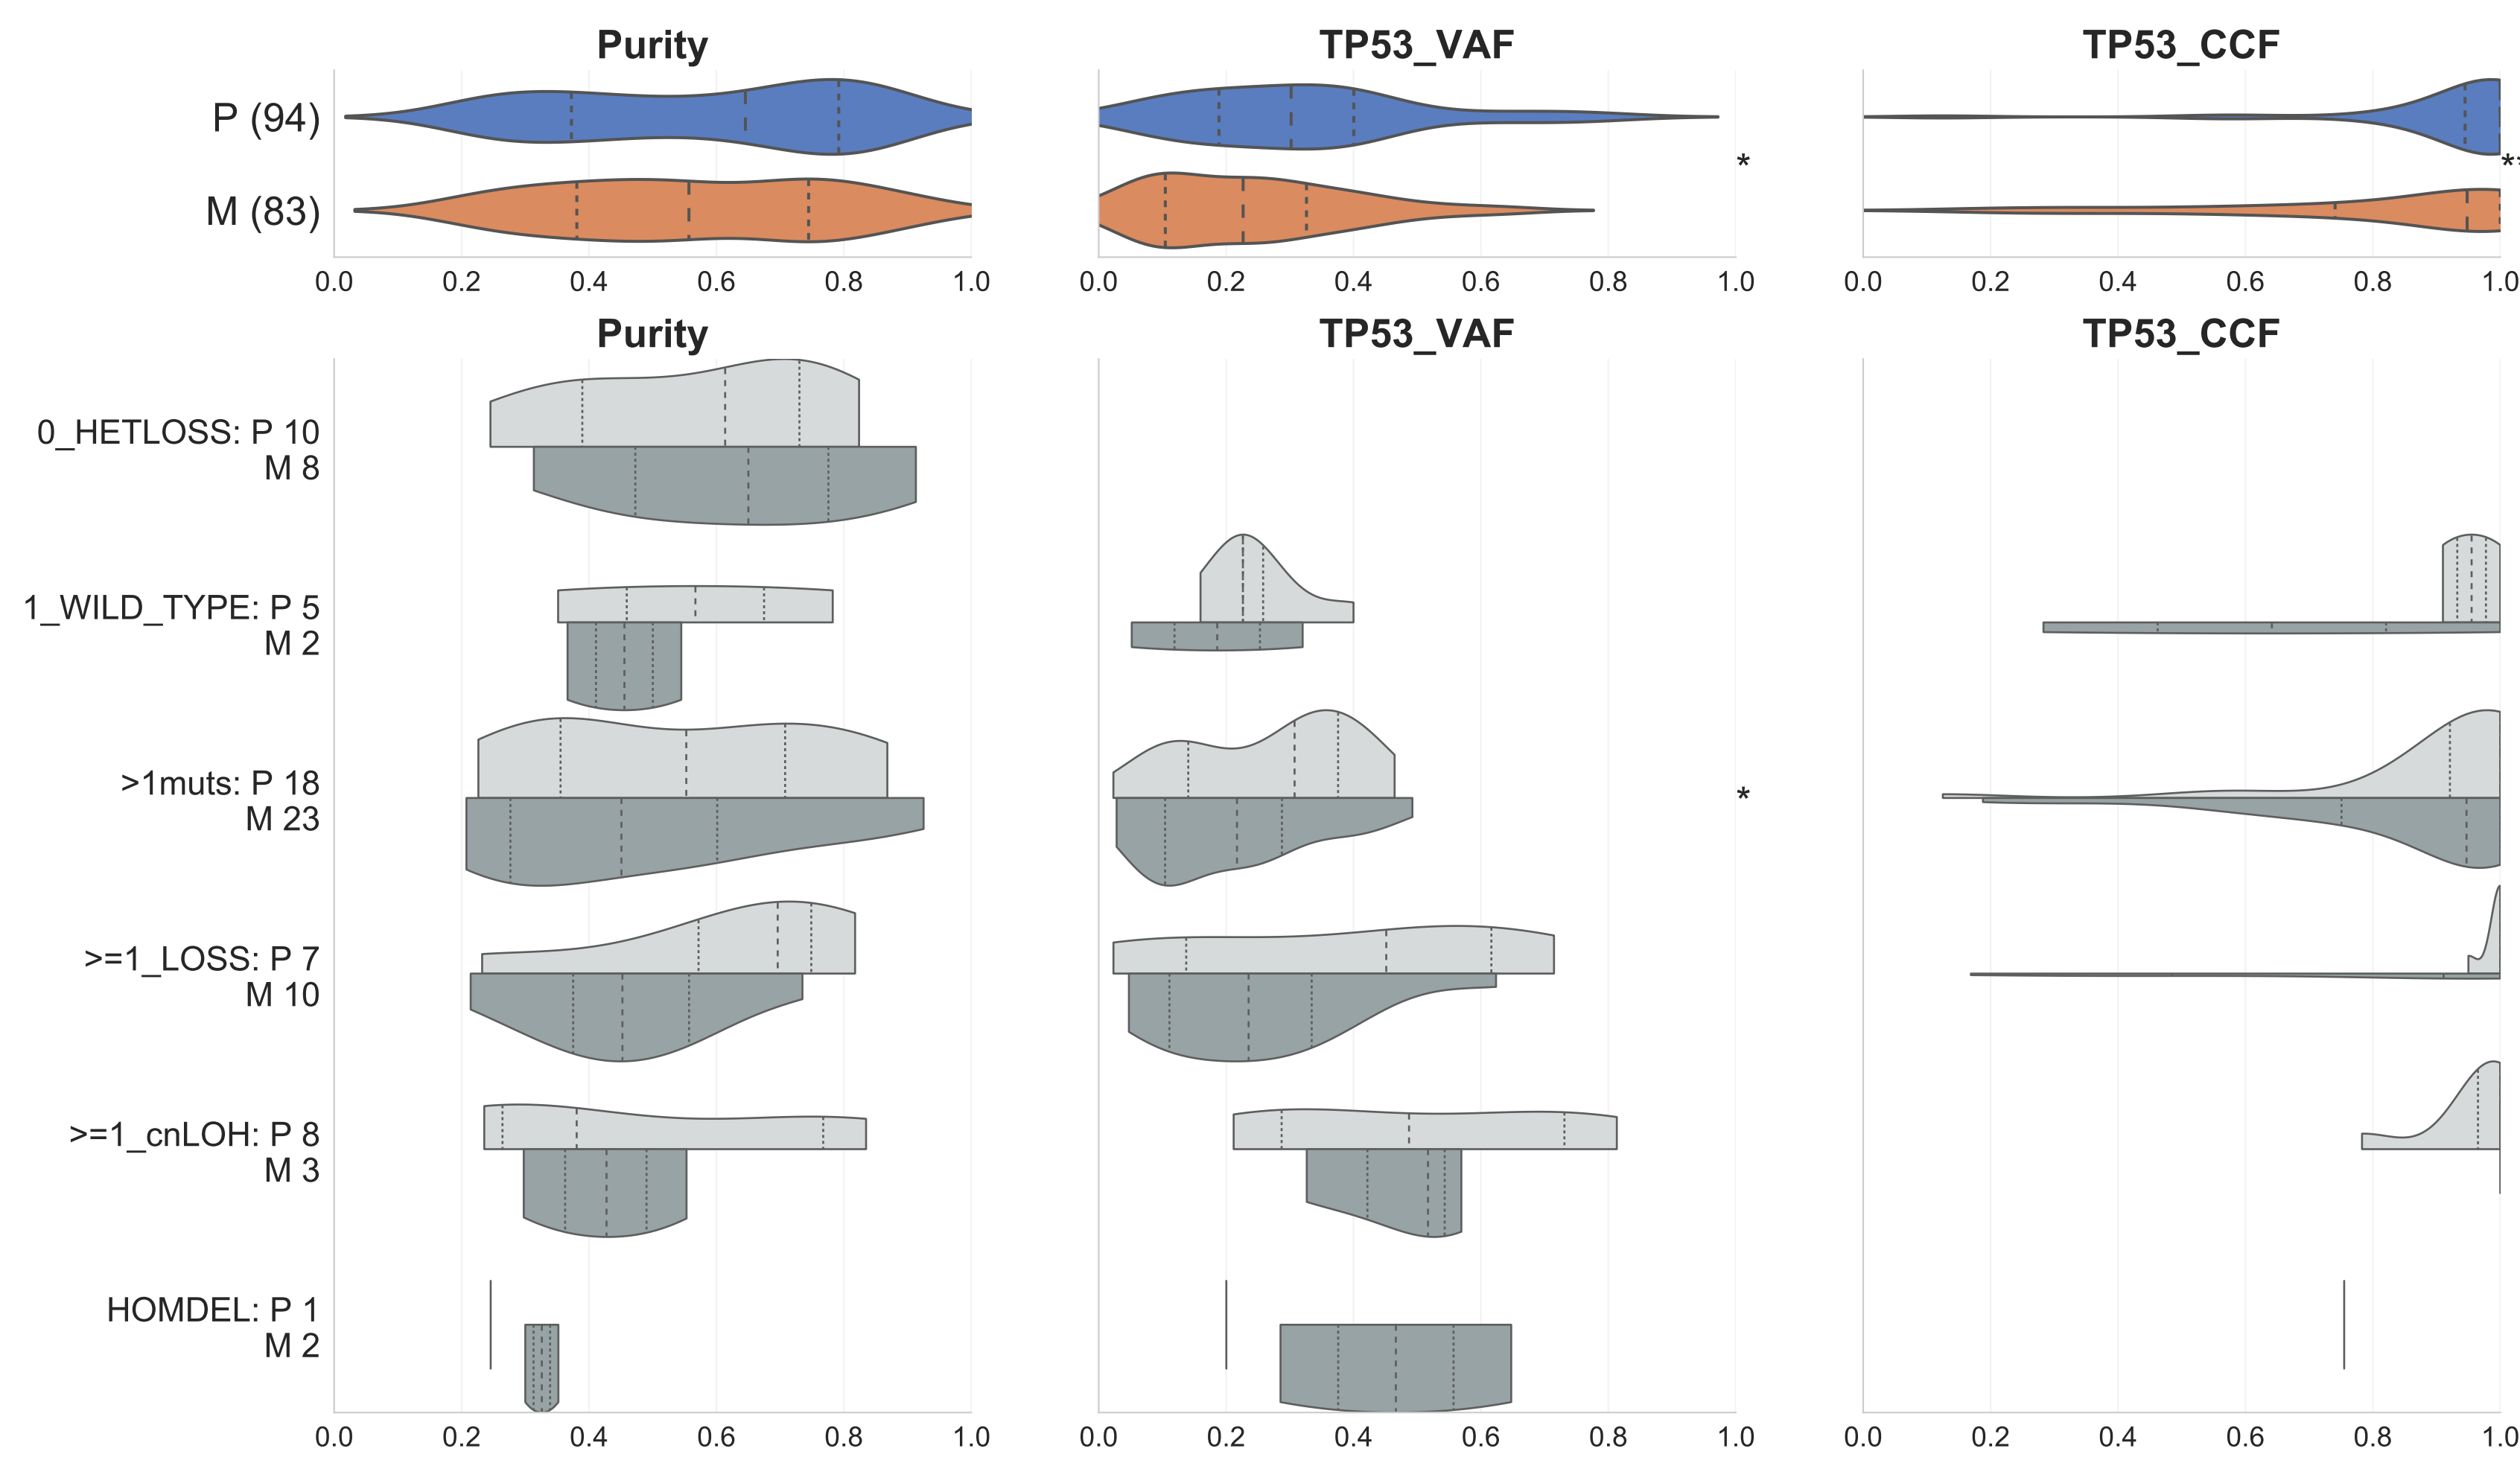 Purity TP53_VAF TP53_CCF
P (94)
* **
M (83)
0.0 0.2 0.4 0.6 0.8 1.0 0.0 0.2 0.4 0.6 0.8 1.0 0.0 0.2 0.4 0.6 0.8 1.0
Purity TP53_VAF TP53_CCF
0_HETLOSS: P 10
M 8
1_WILD_TYPE: P 5
M 2
>1muts: P 18
*
M 23
>=1_LOSS: P 7
M 10
>=1_cnLOH: P 8
M 3
HOMDEL: P 1
M 2
0.0 0.2 0.4 0.6 0.8 1.0 0.0 0.2 0.4 0.6 0.8 1.0 0.0 0.2 0.4 0.6 0.8 1.0